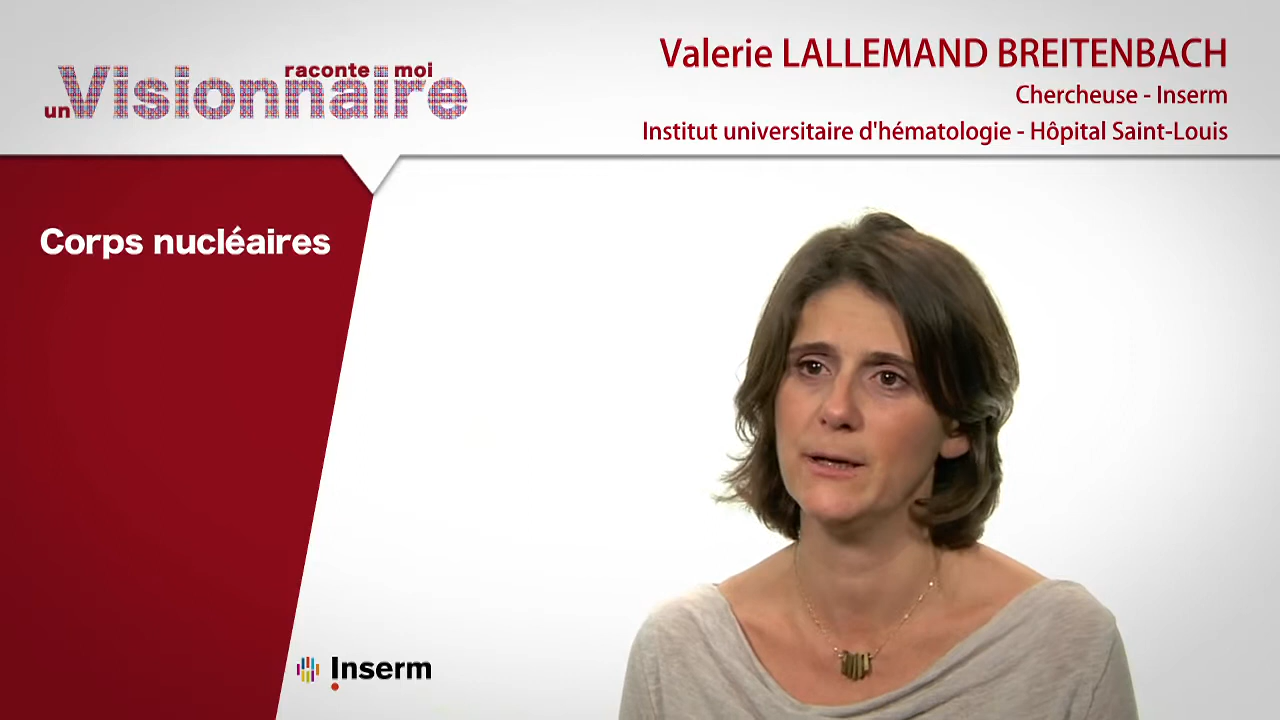 raconte moi
un Visionnaire
Valerie LALLEMAND BREITENBACH
Chercheuse - Inserm
Institut universitaire d'hématologie - Hôpital Saint-Louis
Corps nucléaires
Inserm